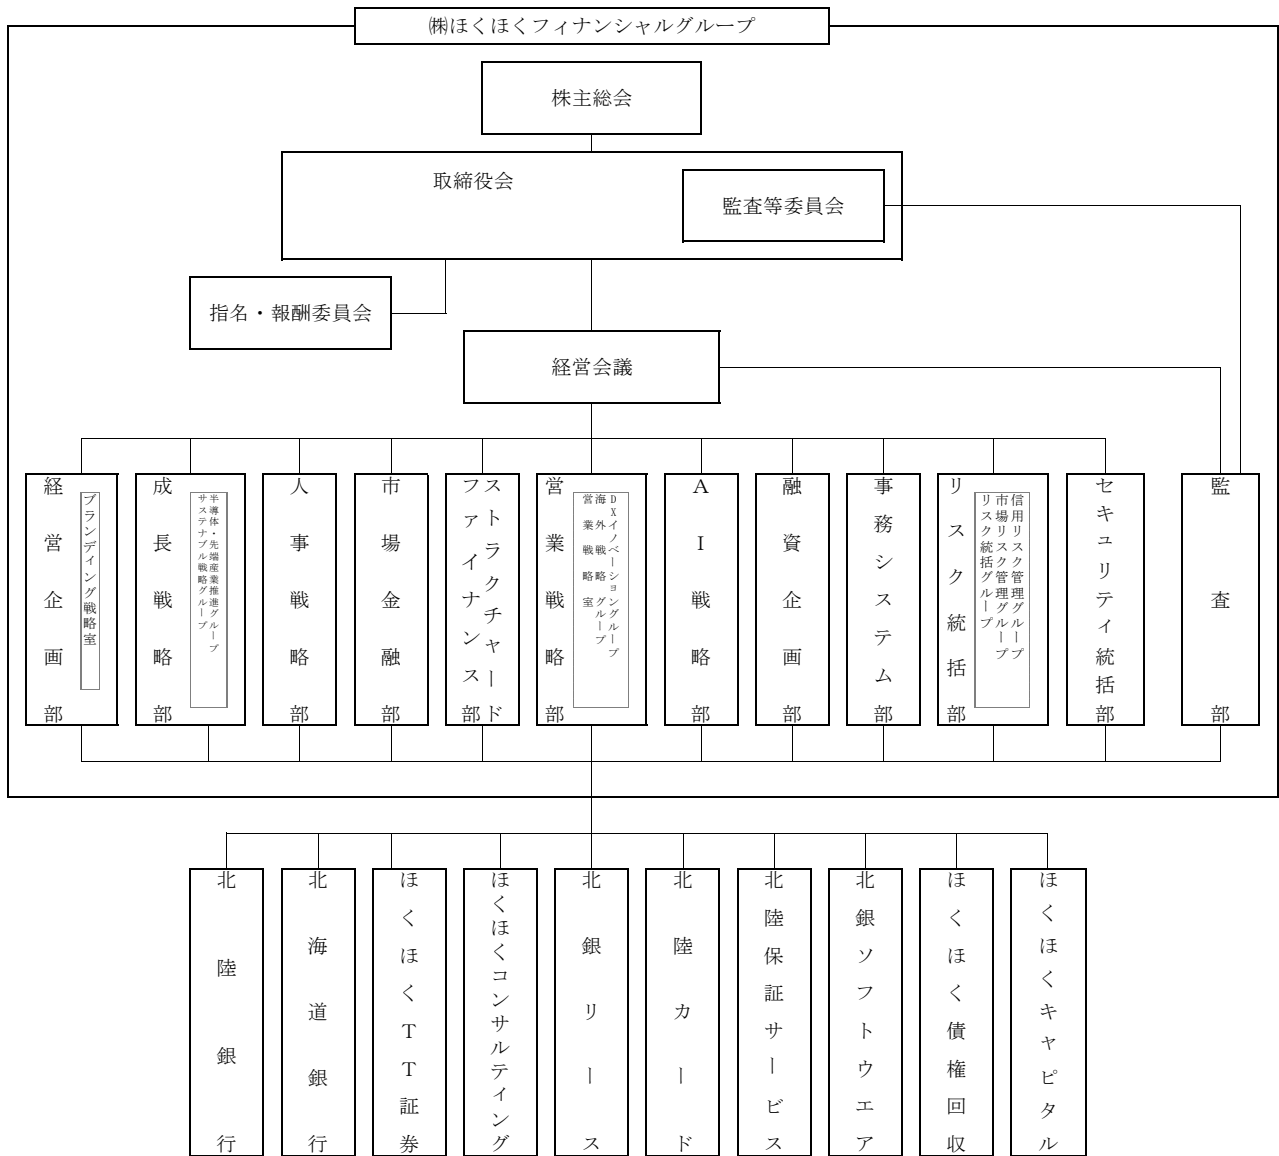 ㈱ほくほくフィナンシャルグループ
株主総会
取締役会
監査等委員会
指名・報酬委員会
経営会議
経営企画部
ブランディング戦略室
成長戦略部
半導体・先端産業推進グループ
サステナブル戦略グループ
人事戦略部
市場金融部
ストラクチャード
ファイナンス部
営業戦略部
DXイノベーショングループ
海外戦略グループ
営業戦略室
AI戦略部
融資企画部
事務システム部
リスク統括部
信用リスク管理グループ
市場リスク管理グループ
リスク統括グループ
セキュリティ統括部
監査部
北陸銀行
北海道銀行
ほくほくTT証券
ほくほくコンサルティング
北銀リース
北陸カード
北陸保証サービス
北銀ソフトウエア
ほくほく債権回収
ほくほくキャピタル